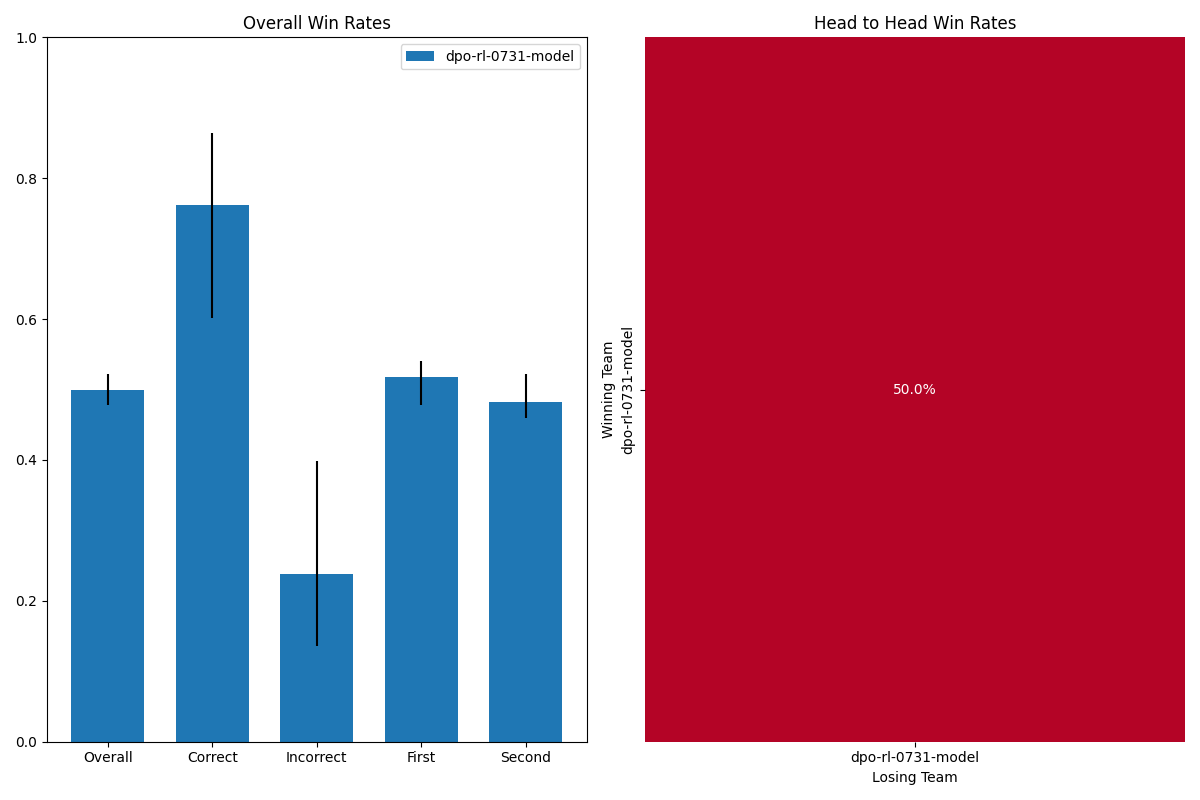 Overall Win Rates
1.0
0.8
0.6
0.4
0.2
0.0
dpo-rl-0731-model
Overall
Correct
Incorrect
First
Second
Head to Head Win Rates
Winning Team
dpo-rl-0731-model
50.0%
dpo-rl-0731-model
Losing Team